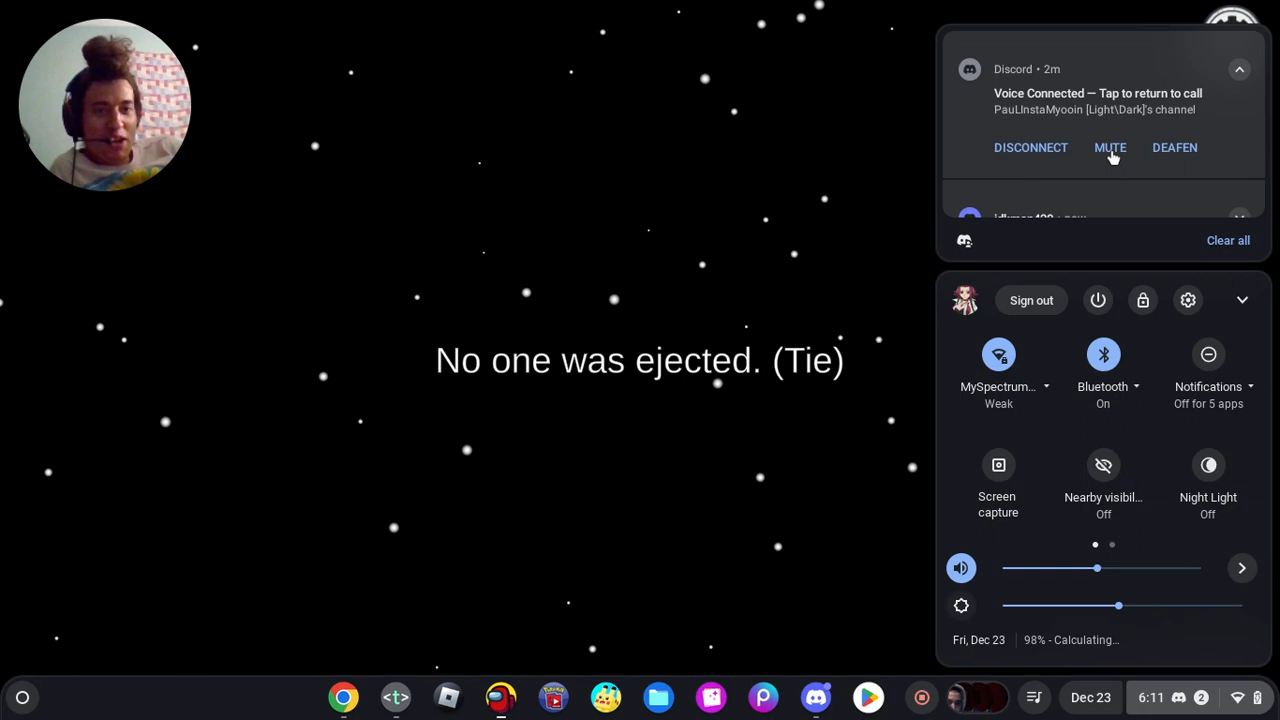 Discord • 2m
Voice Connected — Tap to return to call
PauLInstaMyooin [Light\Dark]'s channel
DISCONNECT MUTE DEAFEN
Clear all
No one was ejected. (Tie)
Sign out
MySpectrum... Bluetooth Notifications
Weak On Off for 5 apps
Screen capture
Nearby visibil...
Off
Night Light
Off
Fri, Dec 23 98% - Calculating...
<t> Dec 23 6:11 2